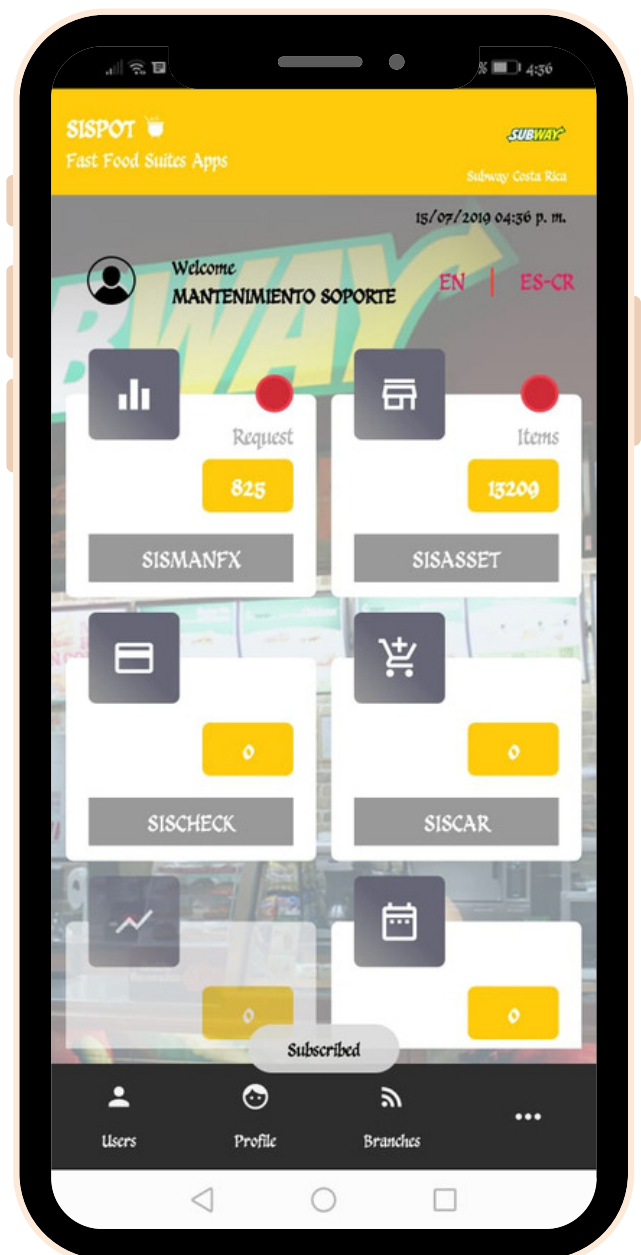 % 4:36
SISPOT
SUBWAY
Fast Food Suites Apps
Subway Costa Rica
15/07/2019 04:36 p. m.
Welcome
MANTENIMIENTO SOPORTE
EN | ES-CR
Request
Items
825
13209
SISMANFX
SISASSET
0
0
SISCHECK
SISCAR
0
0
Subscribed
Users
Profile
Branches